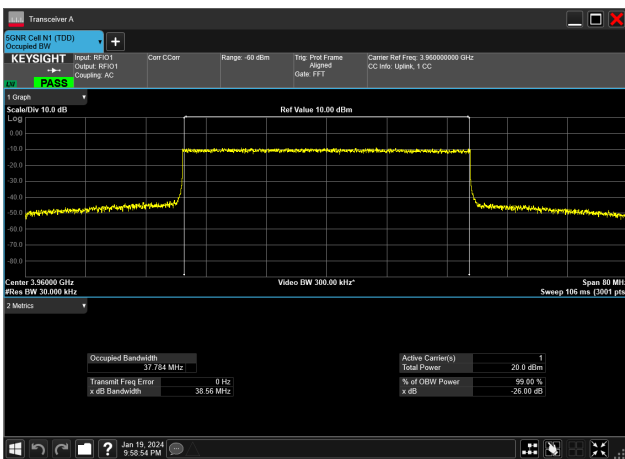 Transceiver A
5GNR Cell N1 (TDD)
Occupied BW
KEYSIGHT
PASS
Input: RFIO1
Output: RFIO1
Coupling: AC
Corr CCorr
Range: -60 dBm
Trig: Prot Frame
Aligned
Gate: FFT
Carrier Ref Freq: 3.960000000 GHz
CC Info: Uplink, 1 CC
1 Graph
Scale/Div 10.0 dB
Ref Value 10.00 dBm
Log
0.00
-10.0
-20.0
-30.0
-40.0
-50.0
-60.0
-70.0
-80.0
Center 3.96000 GHz
Video BW 300.00 kHz*
Span 80 MHz
#Res BW 30.000 kHz
Sweep 106 ms (3001 pts
2 Metrics
Occupied Bandwidth
37.784 MHz
Transmit Freq Error 0 Hz
x dB Bandwidth 38.56 MHz
Active Carrier(s) 1
Total Power 20.0 dBm
% of OBW Power 99.00 %
x dB -26.00 dB
?
Jan 19, 2024
9:58:54 PM